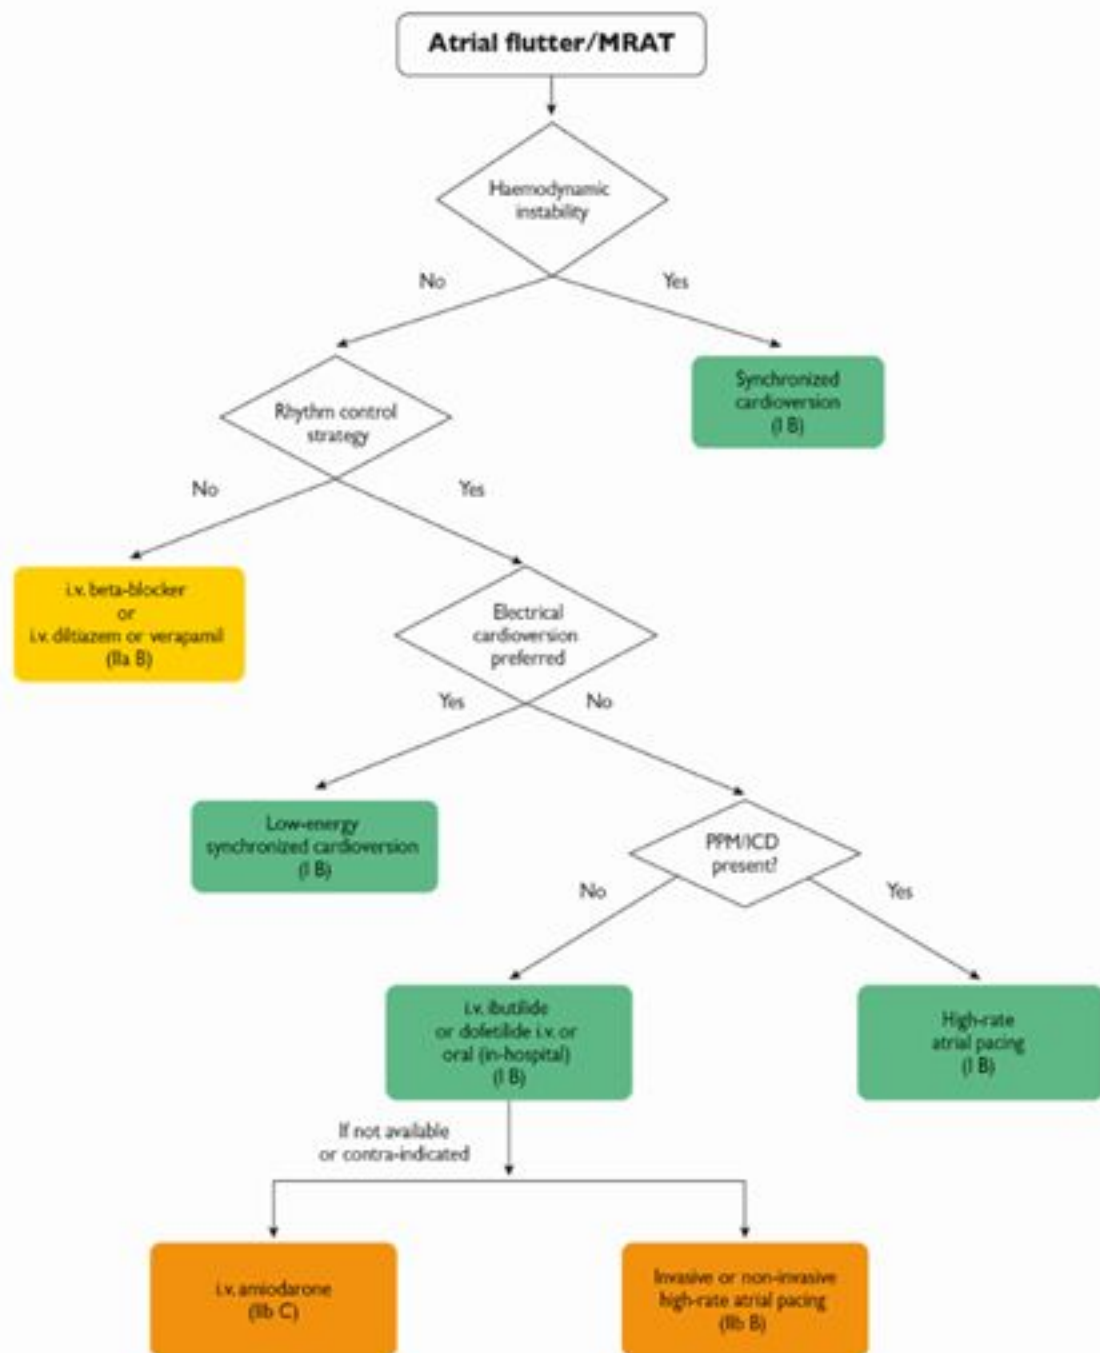 Atrial flutter/MRAT
Haemodynamic
instability
No
Yes
Synchronized
cardioversion
(I B)
Rhythm control
strategy
No
Yes
i.v. beta-blocker
or
i.v. diltiazem or verapamil
(IIa B)
Electrical
cardioversion
preferred
Yes
No
Low-energy
synchronized cardioversion
(I B)
PPM/ICD
present?
No
Yes
i.v. ibutilide
or dofetilide i.v. or
oral (in-hospital)
(I B)
High-rate
atrial pacing
(I B)
If not available
or contra-indicated
i.v. amiodarone
(IIb C)
Invasive or non-invasive
high-rate atrial pacing
(IIb B)